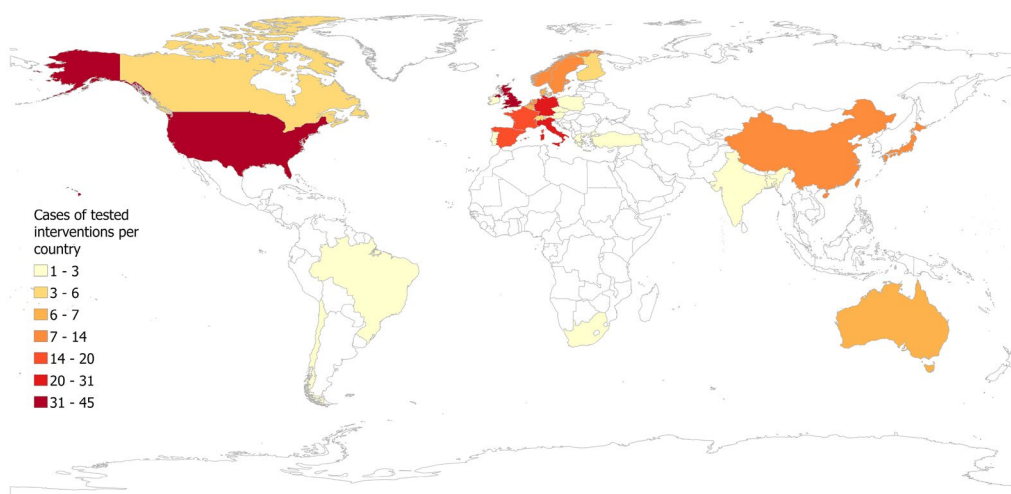 Cases of tested
interventions per
country
1 - 3
3 - 6
6 - 7
7 - 14
14 - 20
20 - 31
31 - 45